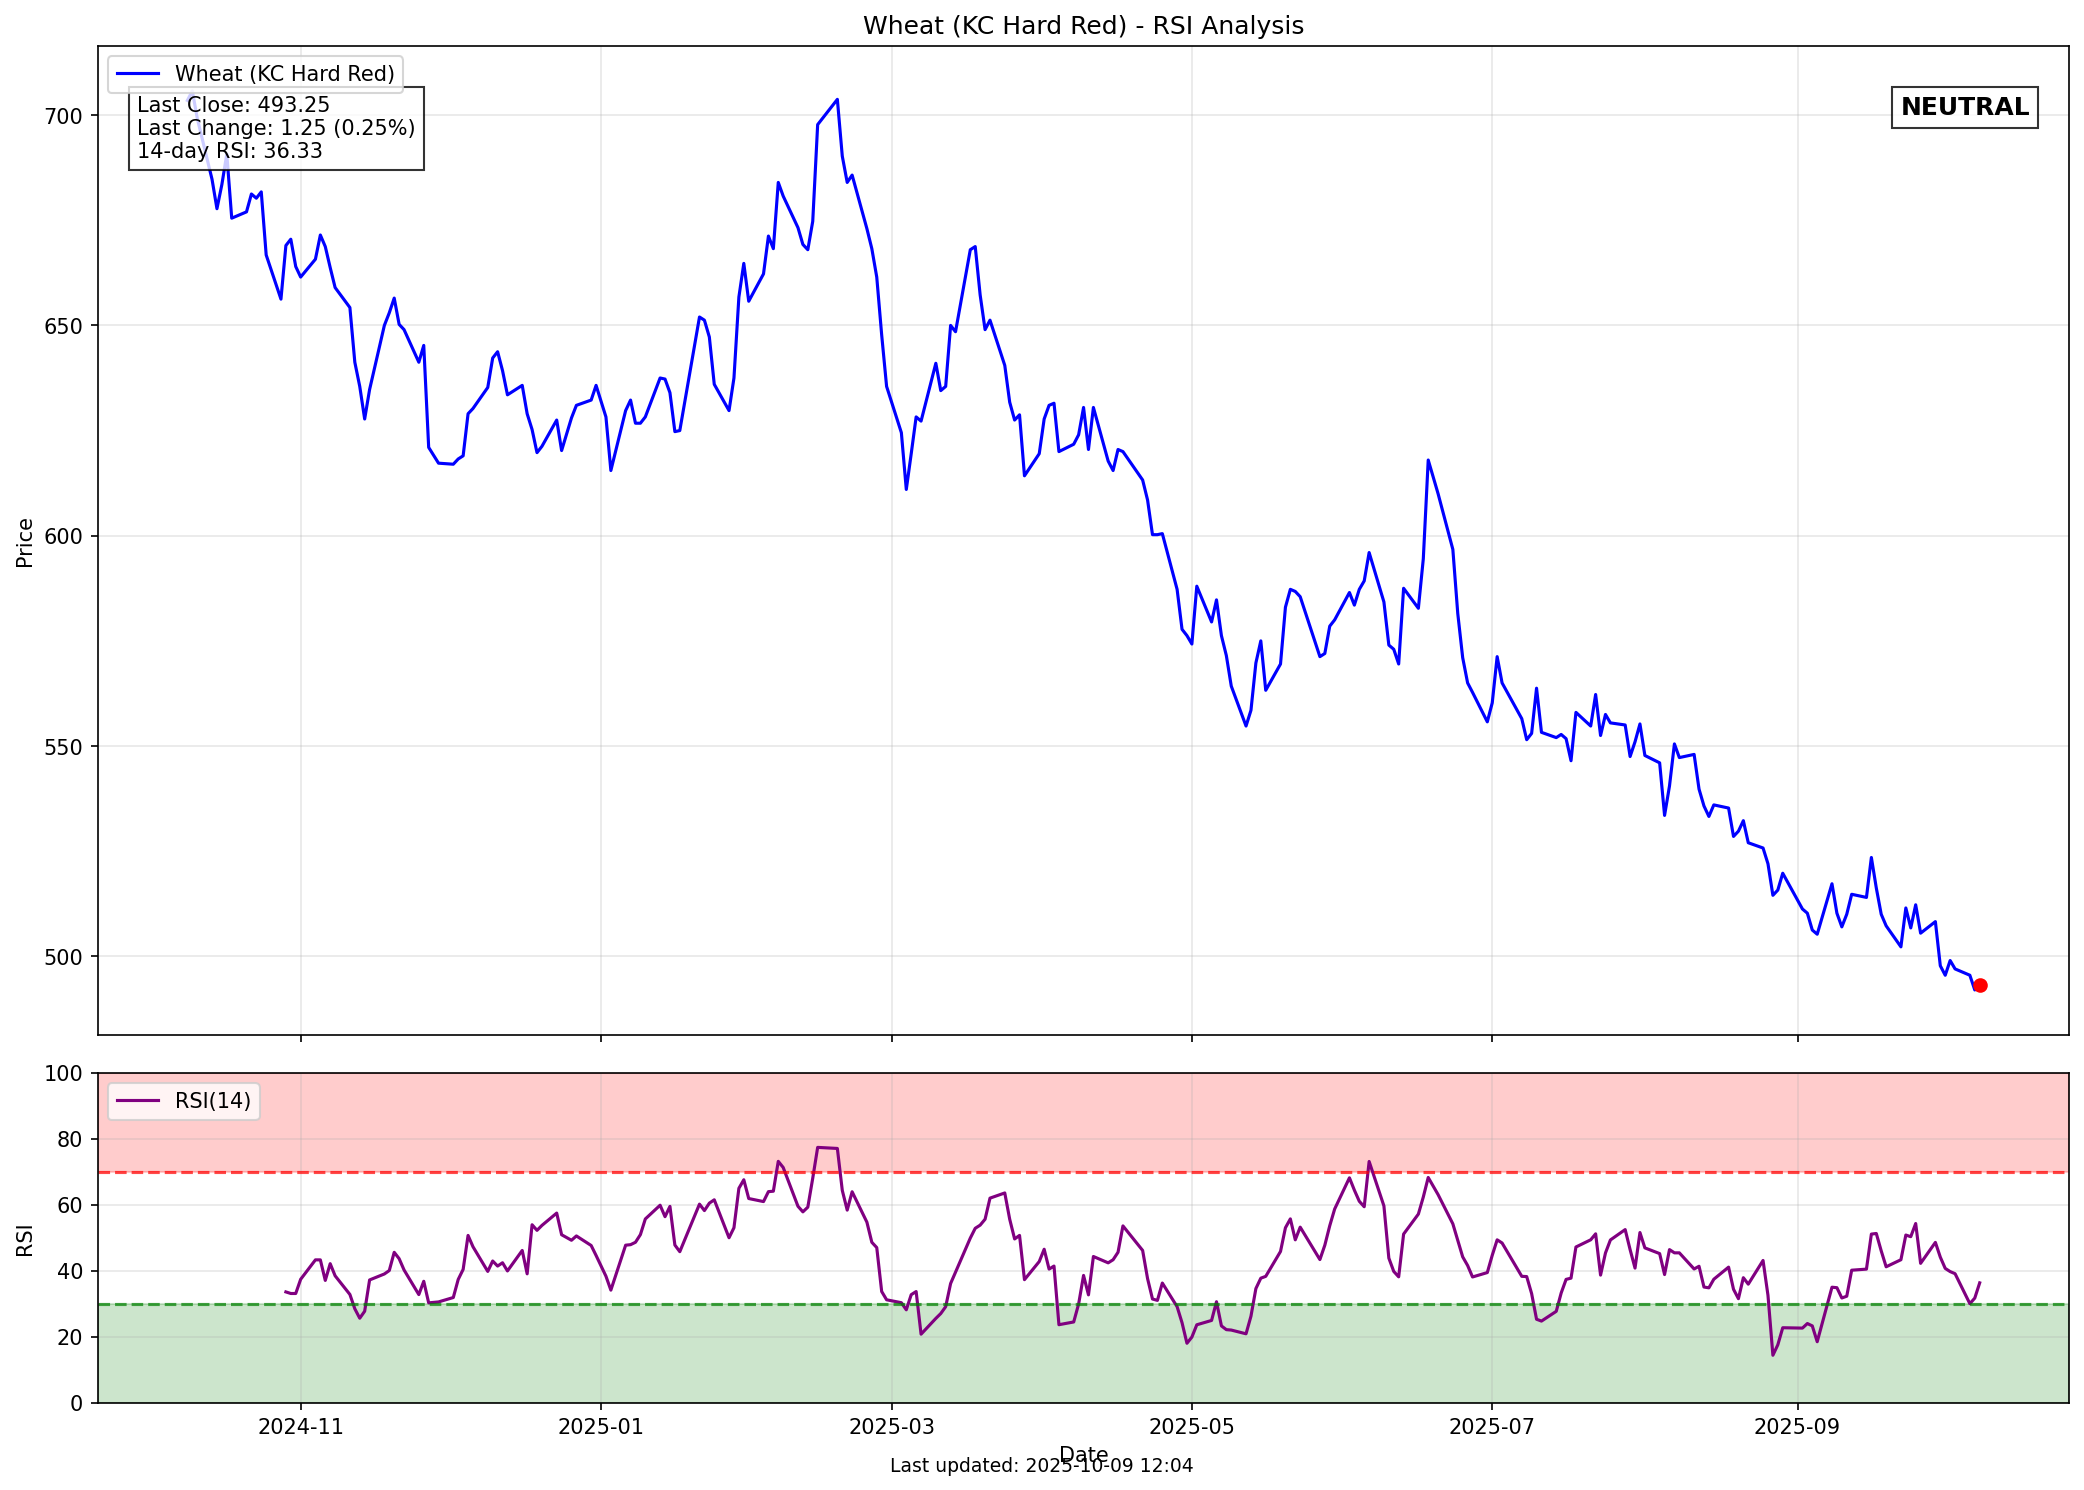 Wheat (KC Hard Red) - RSI Analysis
Wheat (KC Hard Red)
Last Close: 493.25
Last Change: 1.25 (0.25%)
14-day RSI: 36.33
NEUTRAL
Price
700
650
600
550
500
RSI(14)
RSI
100
80
60
40
20
0
2024-11
2025-01
2025-03
2025-05
2025-07
2025-09
Date
Last updated: 2025-10-09 12:04